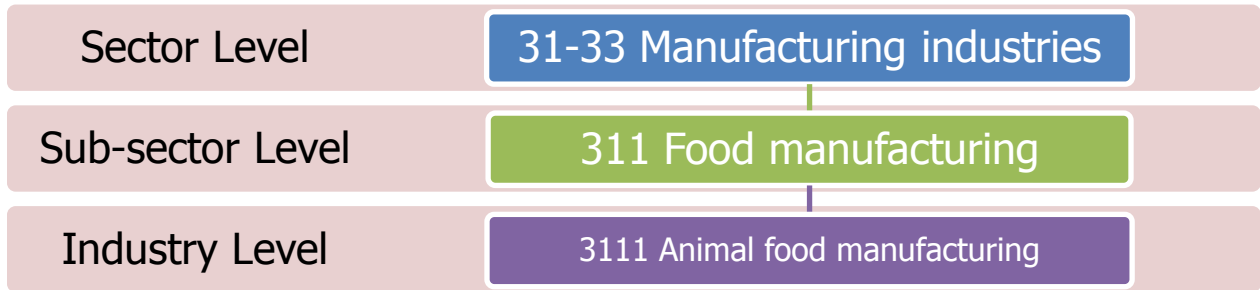 Sector Level
31-33 Manufacturing industries
Sub-sector Level
311 Food manufacturing
Industry Level
3111 Animal food manufacturing